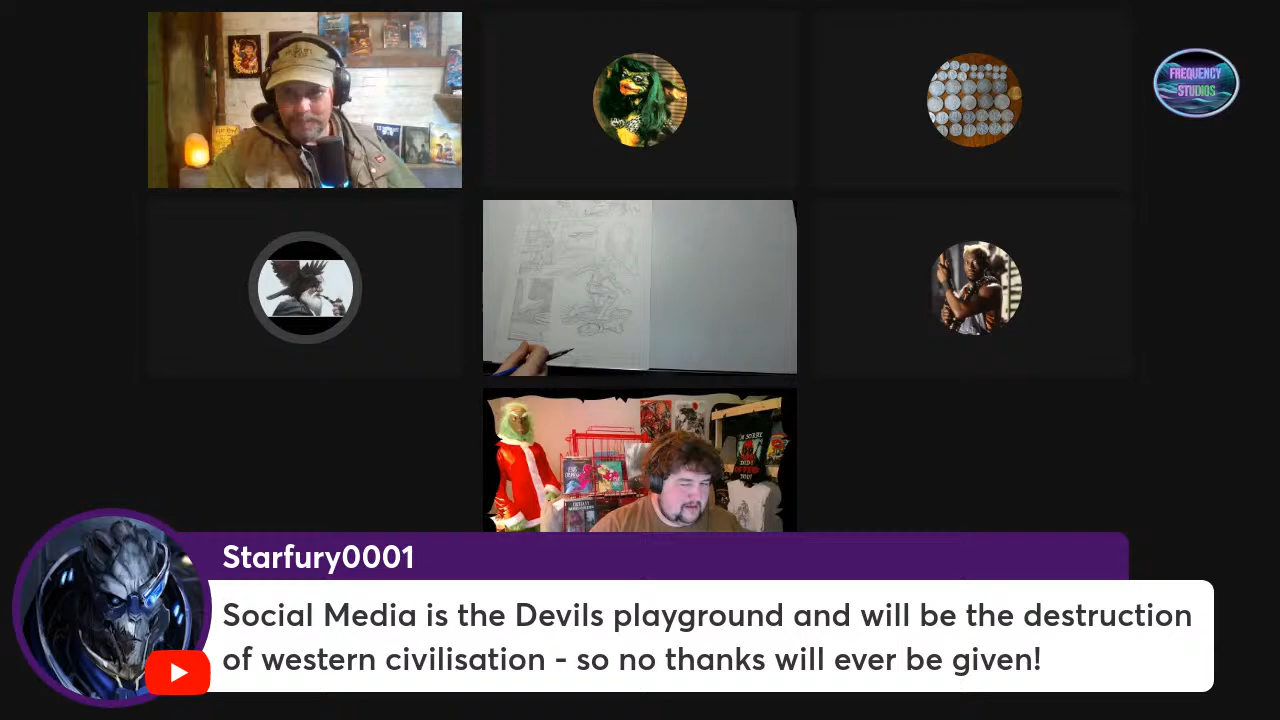 FREQUENCY
STUDIOS
Starfury0001
Social Media is the Devils playground and will be the destruction
of western civilisation - so no thanks will ever be given!